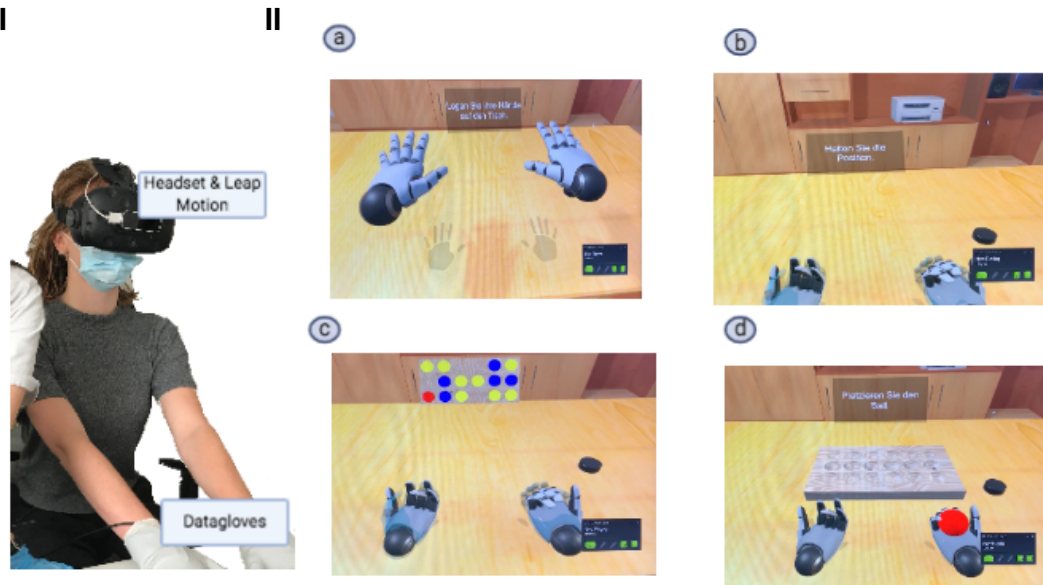 I
II
a
b
Headset & Leap
Motion
Legen Sie Ihre Hände
auf den Tisch.
Halten Sie die
Position.
c
d
Platzieren Sie den
Ball
Datagloves